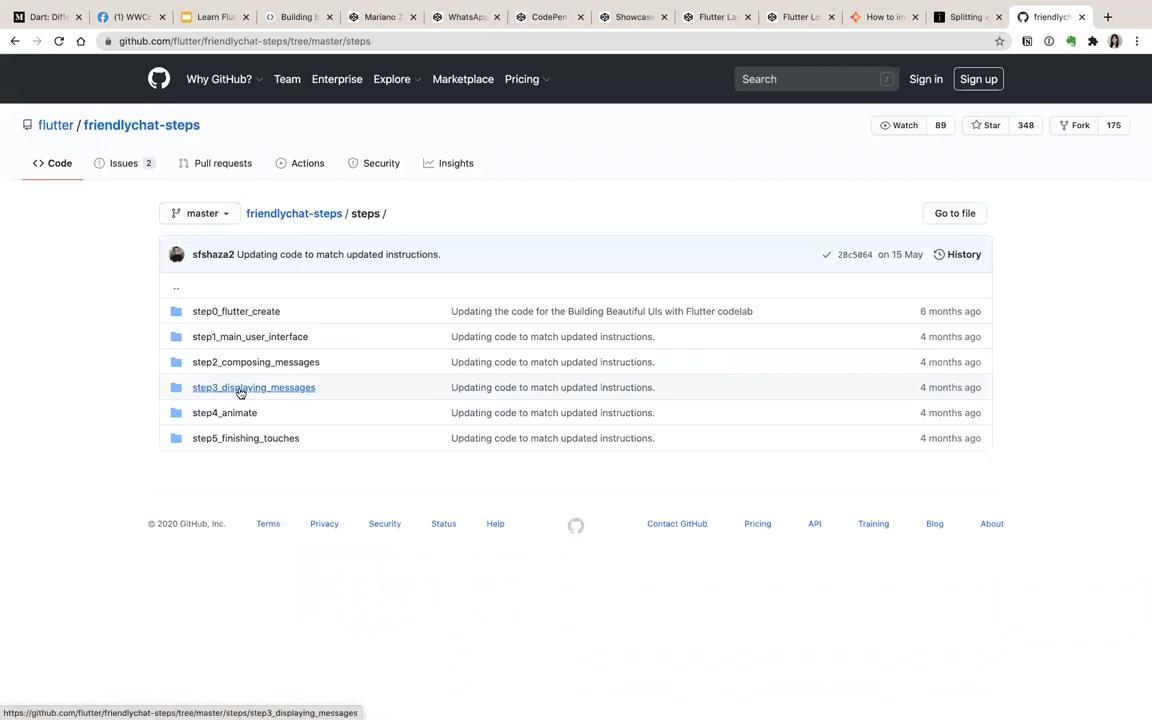 Dart: Diffe
(1) WWCo
Learn Flut
Building b
Mariano Z
WhatsApp
CodePen
Showcase
Flutter La
Flutter Lo
How to im
Splitting w
friendlych
github.com/flutter/friendlychat-steps/tree/master/steps
Why GitHub? Team Enterprise Explore Marketplace Pricing Search / Sign in Sign up
flutter / friendlychat-steps Watch 89 Star 348 Fork 175
Code Issues 2 Pull requests Actions Security Insights
master friendlychat-steps / steps / Go to file
sfshaza2 Updating code to match updated instructions. 28c5064 on 15 May History
..
step0_flutter_create Updating the code for the Building Beautiful UIs with Flutter codelab 6 months ago
step1_main_user_interface Updating code to match updated instructions. 4 months ago
step2_composing_messages Updating code to match updated instructions. 4 months ago
step3_displaying_messages Updating code to match updated instructions. 4 months ago
step4_animate Updating code to match updated instructions. 4 months ago
step5_finishing_touches Updating code to match updated instructions. 4 months ago
© 2020 GitHub, Inc. Terms Privacy Security Status Help Contact GitHub Pricing API Training Blog About
https://github.com/flutter/friendlychat-steps/tree/master/steps/step3_displaying_messages